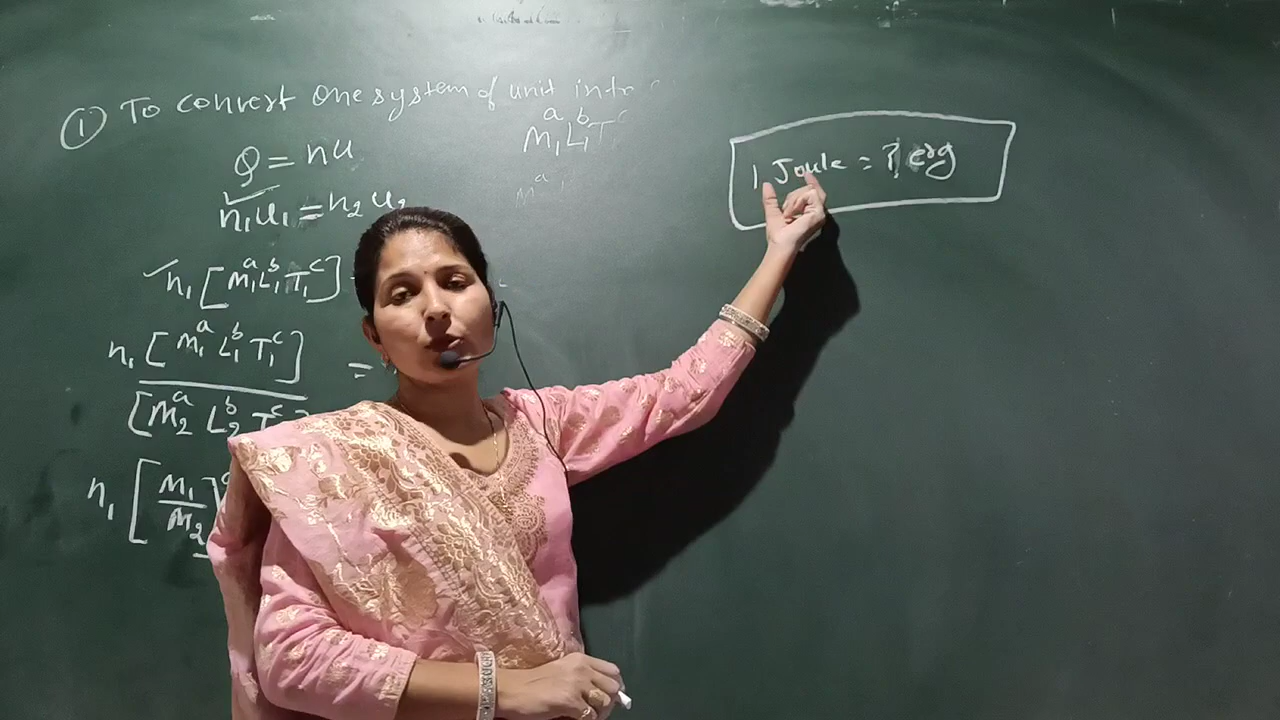 ① To convert one system of unit into
M₁ᵃL₁ᵇTᶜ
Q = nu
n₁u₁ = n₂u₂
n₁[M₁ᵃL₁ᵇT₁ᶜ]
n₁[M₁ᵃL₁ᵇT₁ᶜ] =
[M₂ᵃL₂ᵇT₂ᶜ]
n₁[M₁/M₂]ᵃ
1 Joule = ? erg